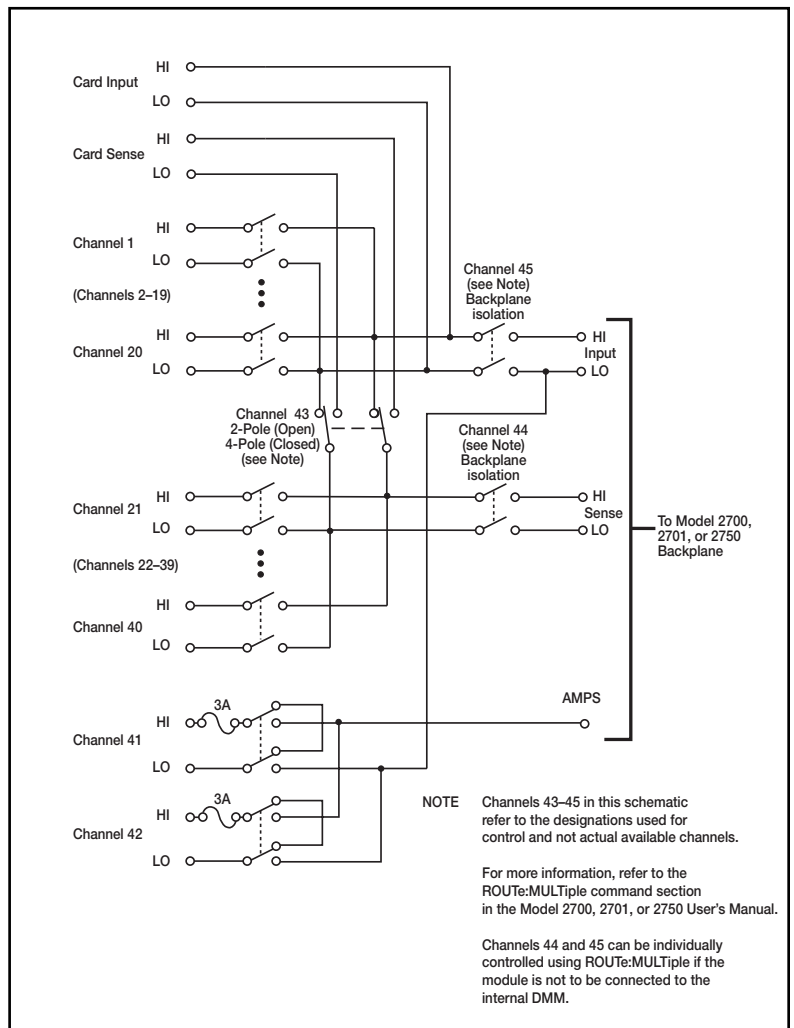 HI
Card Input
LO
HI
Card Sense
LO
HI
Channel 1
LO
(Channels 2–19)
HI
Channel 20
LO
Channel 45
(see Note)
Backplane
isolation
HI
Input
LO
Channel 43
2-Pole (Open)
4-Pole (Closed)
(see Note)
Channel 44
(see Note)
Backplane
isolation
HI
Channel 21
LO
HI
Sense
LO
To Model 2700,
2701, or 2750
Backplane
(Channels 22–39)
HI
Channel 40
LO
AMPS
3A
HI
Channel 41
LO
3A
HI
Channel 42
LO
NOTE Channels 43–45 in this schematic
refer to the designations used for
control and not actual available channels.
For more information, refer to the
ROUTe:MULTiple command section
in the Model 2700, 2701, or 2750 User's Manual.
Channels 44 and 45 can be individually
controlled using ROUTe:MULTiple if the
module is not to be connected to the
internal DMM.